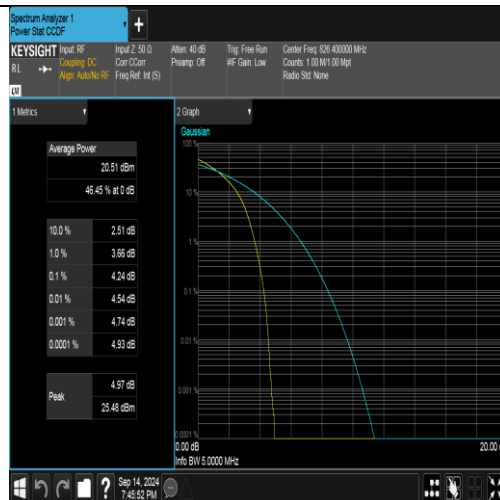 Spectrum Analyzer 1
Power Stat CCDF
KEYSIGHT Input: RF Input Z: 50 Ω Atten: 40 dB Trig: Free Run Center Freq: 826.400000 MHz
RL Coupling: DC Corr CCorr Preamp: Off #IF Gain: Low Counts: 1.00 M/1.00 Mpt
Align: Auto/No RF Freq Ref: Int (S) Radio Std: None
LXI
1 Metrics
2 Graph
Gaussian
Average Power
20.51 dBm
46.45 % at 0 dB
10.0 % 2.51 dB
1.0 % 3.66 dB
0.1 % 4.24 dB
0.01 % 4.54 dB
0.001 % 4.74 dB
0.0001 % 4.93 dB
Peak 4.97 dB
25.48 dBm
100 %
10 %
1 %
0.1 %
0.01 %
0.001 %
0.0001 %
0.00 dB 20.00
Info BW 5.0000 MHz
? Sep 14, 2024
7:45:52 PM